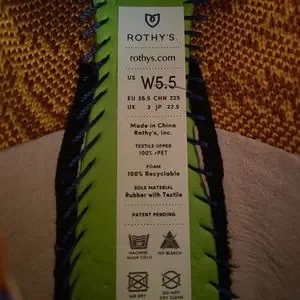 ROTHY'S.
rothys.com
US W5.5
EU 35.5 CHN 225
UK 3 JP 22.5
Made in China
Rothy's, Inc.
TEXTILE UPPER
100% rPET
FOAM
100% Recyclable
SOLE MATERIAL
Rubber with Textile
PATENT PENDING
MACHINE WASH COLD
NO BLEACH
AIR DRY
DO NOT DRY CLEAN